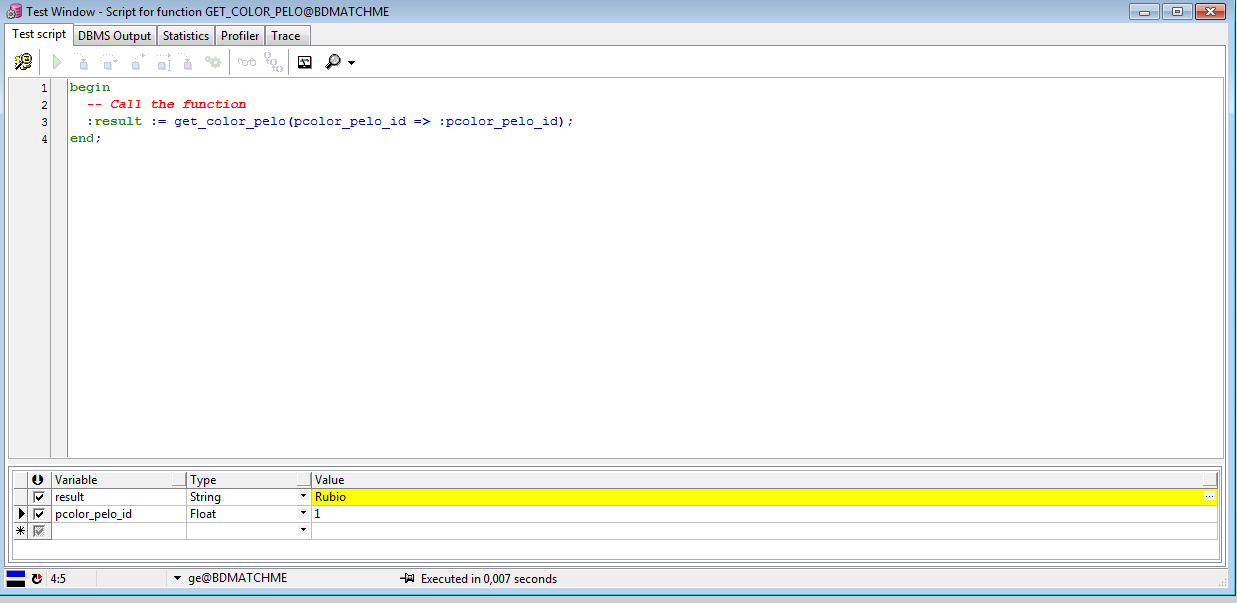 Test Window - Script for function GET_COLOR_PELO@BDMATCHME
Test script DBMS Output Statistics Profiler Trace
1 begin
2 -- Call the function
3 :result := get_color_pelo(pcolor_pelo_id => :pcolor_pelo_id);
4 end;
Variable Type Value
result String Rubio
pcolor_pelo_id Float 1
4:5 ge@BDMATCHME Executed in 0,007 seconds